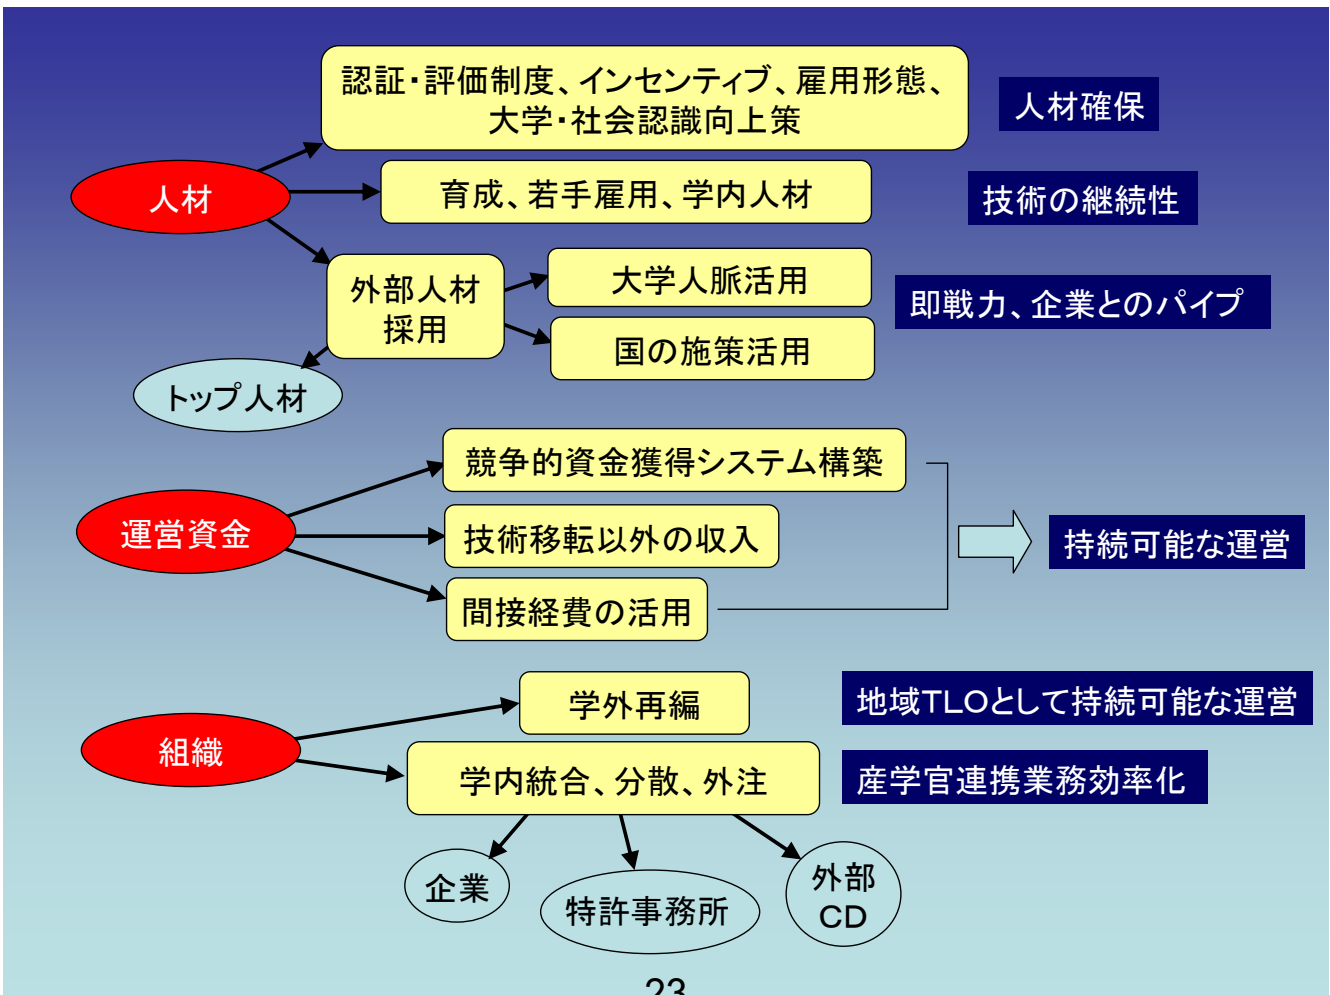 認証・評価制度、インセンティブ、雇用形態、
大学・社会認識向上策
人材確保
人材
育成、若手雇用、学内人材
技術の継続性
外部人材
採用
大学人脈活用
即戦力、企業とのパイプ
国の施策活用
トップ人材
競争的資金獲得システム構築
運営資金
技術移転以外の収入
持続可能な運営
間接経費の活用
学外再編
地域TLOとして持続可能な運営
組織
学内統合、分散、外注
産学官連携業務効率化
企業
特許事務所
外部
CD
23